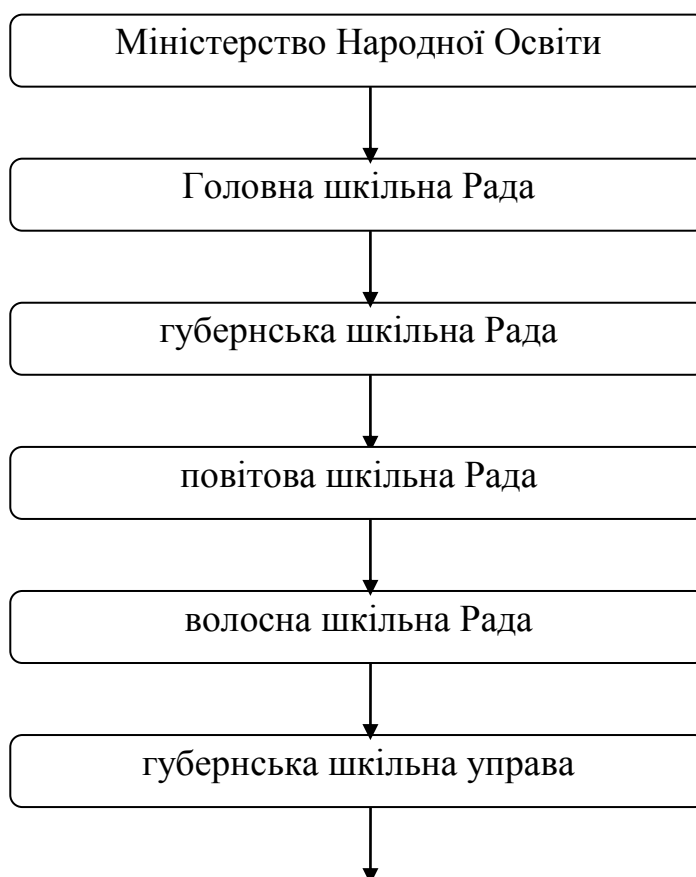 Міністерство Народної Освіти
Головна шкільна Рада
губернська шкільна Рада
повітова шкільна Рада
волосна шкільна Рада
губернська шкільна управа